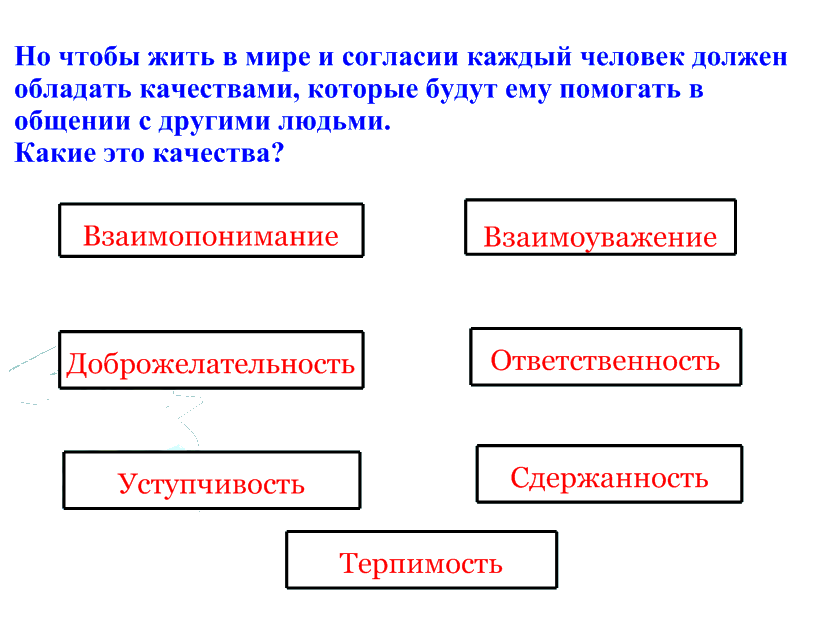 Но чтобы жить в мире и согласии каждый человек должен
обладать качествами, которые будут ему помогать в
общении с другими людьми.
Какие это качества?
Взаимопонимание
Взаимоуважение
Доброжелательность
Ответственность
Уступчивость
Сдержанность
Терпимость